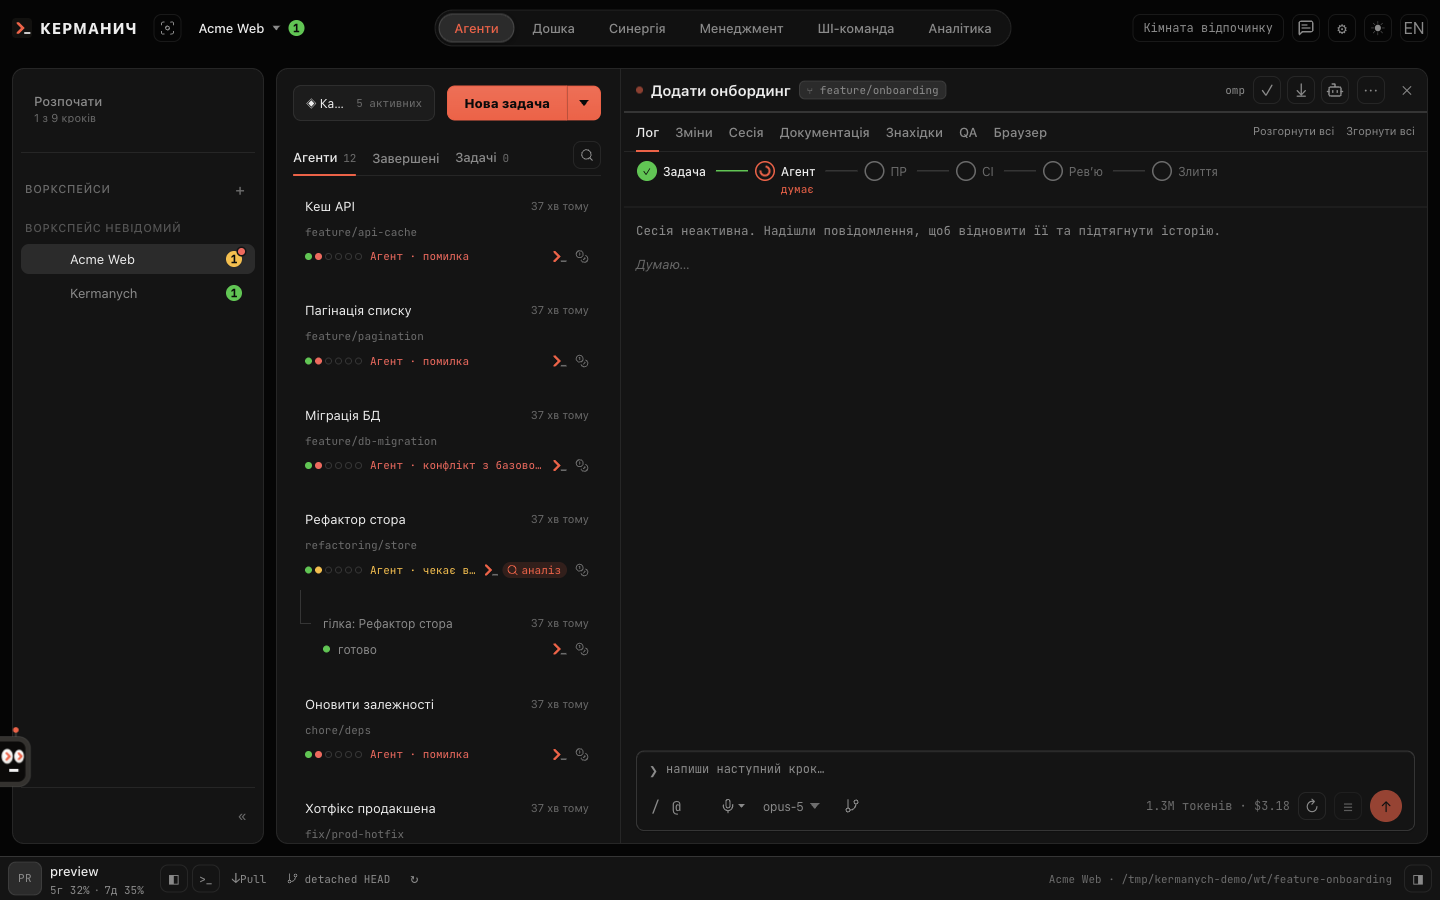 КЕРМАНИЧ
Acme Web 1
Агенти Дошка Синергія Менеджмент ШІ-команда Аналітика
Кімната відпочинку EN
Розпочати
1 з 9 кроків
ВОРКСПЕЙСИ +
ВОРКСПЕЙС НЕВІДОМИЙ
Acme Web 1
Kermanych 1
«
Ка… 5 активних
Нова задача
Агенти 12 Завершені Задачі 0
Кеш API 37 хв тому
feature/api-cache
Агент · помилка
Пагінація списку 37 хв тому
feature/pagination
Агент · помилка
Міграція БД 37 хв тому
feature/db-migration
Агент · конфлікт з базово…
Рефактор стора 37 хв тому
refactoring/store
Агент · чекає в… аналіз
гілка: Рефактор стора 37 хв тому
готово
Оновити залежності 37 хв тому
chore/deps
Агент · помилка
Хотфікс продакшена 37 хв тому
fix/prod-hotfix
Додати онбординг feature/onboarding
omp
Лог Зміни Сесія Документація Знахідки QA Браузер
Розгорнути всі Згорнути всі
Задача Агент ПР CI Рев'ю Злиття
думає
Сесія неактивна. Надішли повідомлення, щоб відновити її та підтягнути історію.
Думаю…
❯ напиши наступний крок…
/ @ opus-5 1.3M токенів · $3.18
PR preview
5г 32% · 7д 35%
Pull detached HEAD
Acme Web · /tmp/kermanych-demo/wt/feature-onboarding